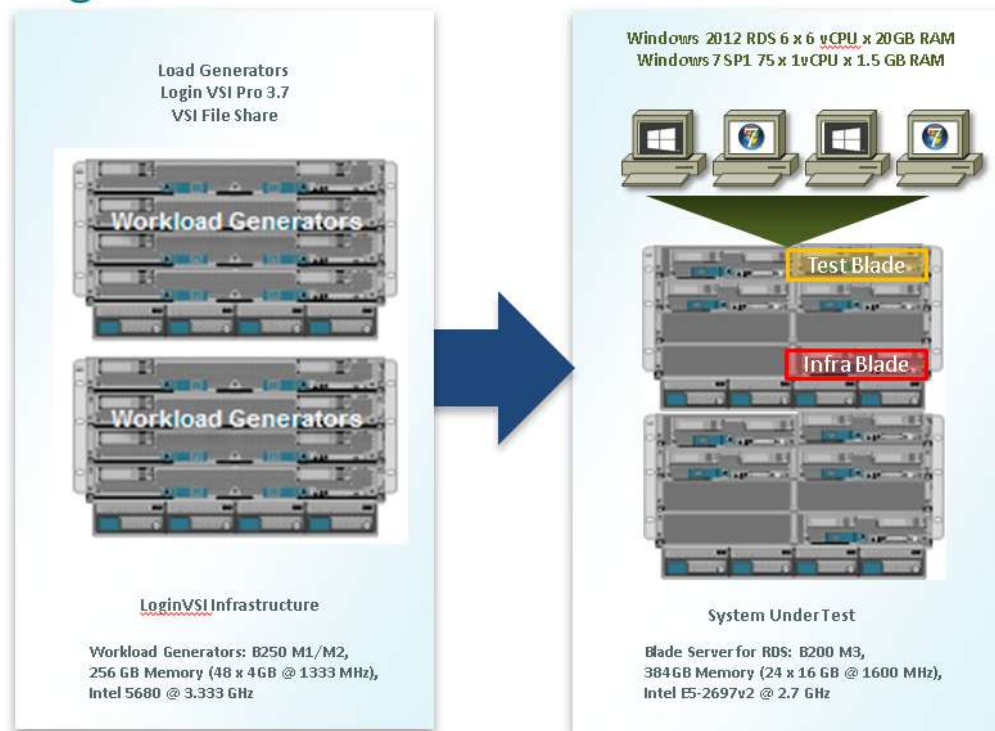 Load Generators
Login VSI Pro 3.7
VSI File Share
Workload Generators
Workload Generators
LoginVSI Infrastructure
Workload Generators: B250 M1/M2,
256 GB Memory (48 x 4GB @ 1333 MHz),
Intel 5680 @ 3.333 GHz
Windows 2012 RDS 6 x 6 vCPU x 20GB RAM
Windows 7 SP1 75 x 1vCPU x 1.5 GB RAM
Test Blade
Infra Blade
System Under Test
Blade Server for RDS: B200 M3,
384GB Memory (24 x 16 GB @ 1600 MHz),
Intel E5-2697v2 @ 2.7 GHz